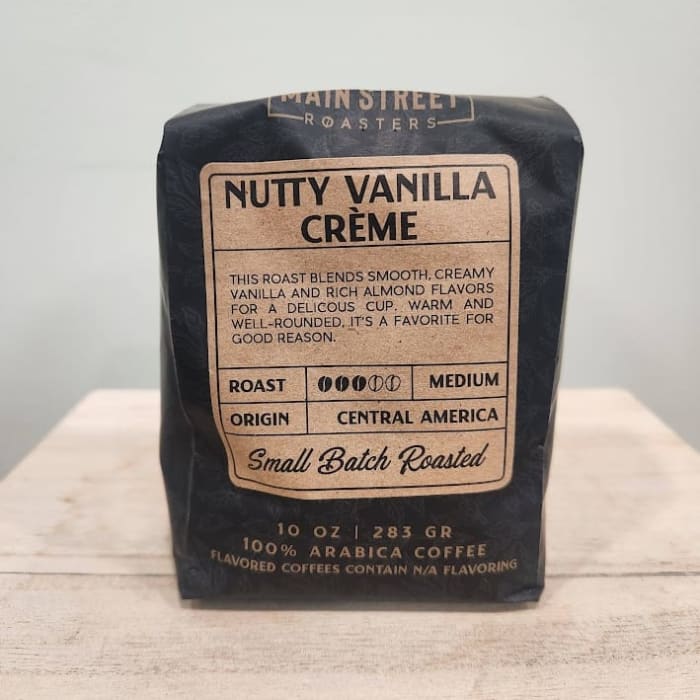 MAIN STREET
ROASTERS
NUTTY VANILLA
CRÈME
THIS ROAST BLENDS SMOOTH, CREAMY
VANILLA AND RICH ALMOND FLAVORS
FOR A DELICOUS CUP. WARM AND
WELL-ROUNDED, IT'S A FAVORITE FOR
GOOD REASON.
ROAST MEDIUM
ORIGIN CENTRAL AMERICA
Small Batch Roasted
10 OZ | 283 GR
100% ARABICA COFFEE
FLAVORED COFFEES CONTAIN N/A FLAVORING